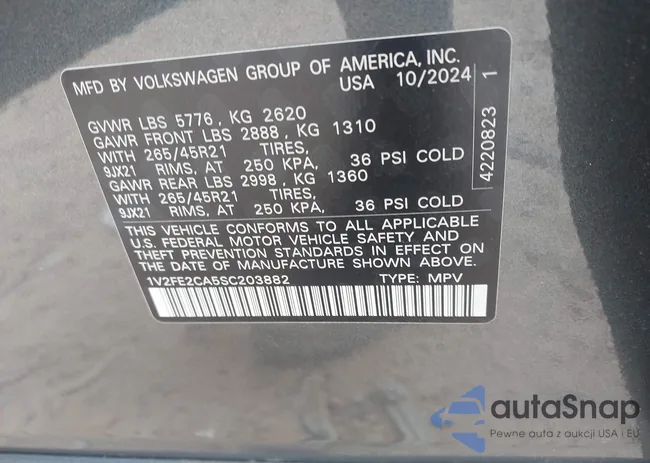 MFD BY VOLKSWAGEN GROUP OF AMERICA, INC.
USA 10/2024
GVWR LBS 5776 , KG 2620
GAWR FRONT LBS 2888 , KG 1310
WITH 265/45R21 TIRES,
9JX21 RIMS, AT 250 KPA, 36 PSI COLD
GAWR REAR LBS 2998 , KG 1360
WITH 265/45R21 TIRES,
9JX21 RIMS, AT 250 KPA, 36 PSI COLD
THIS VEHICLE CONFORMS TO ALL APPLICABLE
U.S. FEDERAL MOTOR VEHICLE SAFETY AND
THEFT PREVENTION STANDARDS IN EFFECT ON
THE DATE OF MANUFACTURE SHOWN ABOVE.
1V2FE2CA5SC203882 TYPE: MPV
4220823 1
autaSnap
Pewne auta z aukcji USA i EU